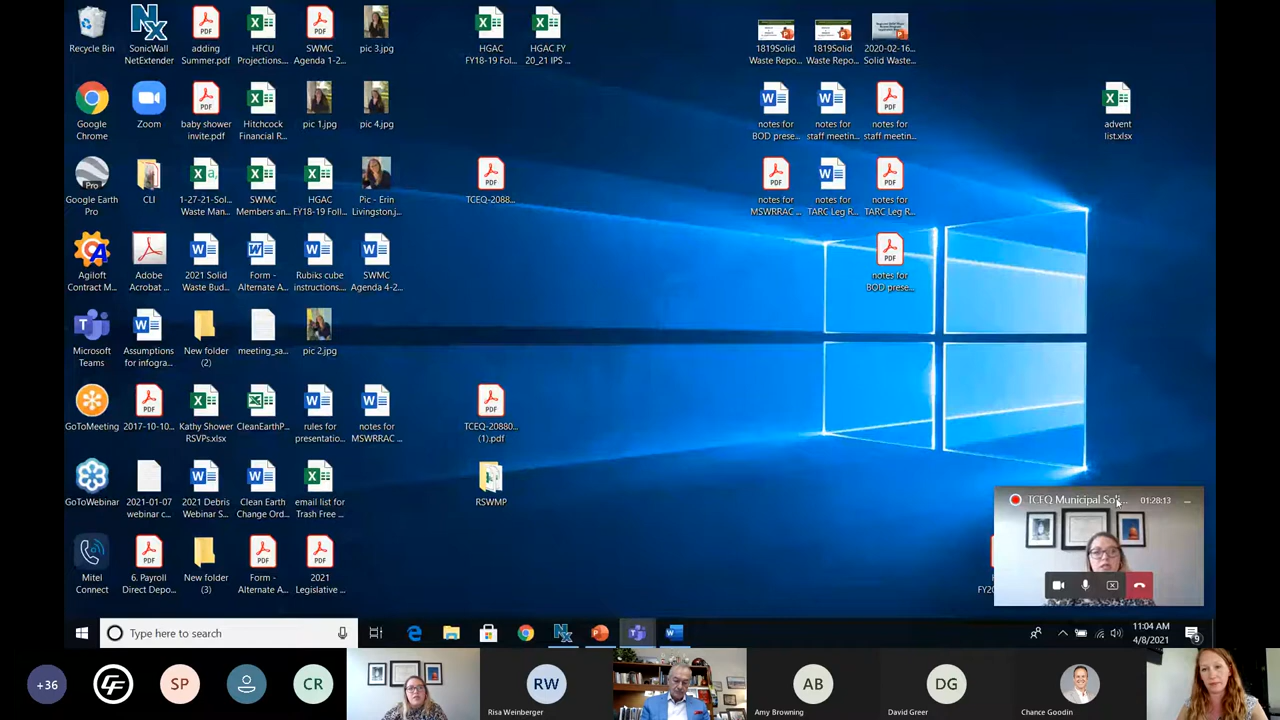 Recycle Bin
SonicWall
NetExtender
adding
Summer.pdf
HFCU
Projections....
SWMC
Agenda 1-2...
pic 3.jpg
HGAC
FY18-19 Fol...
HGAC FY
20_21 IPS ...
1819Solid
Waste Repo...
1819Solid
Waste Repo...
2020-02-16...
Solid Waste...
Google
Chrome
Zoom
baby shower
invite.pdf
Hitchcock
Financial R...
pic 1.jpg
pic 4.jpg
notes for
BOD prese...
notes for
staff meetin...
notes for
staff meetin...
advent
list.xlsx
Google Earth
Pro
CLI
1-27-21-Sol...
Waste Man...
SWMC
Members an...
HGAC
FY18-19 Foll...
Pic - Erin
Livingston.j...
TCEQ-2088...
notes for
MSWRRAC ...
notes for
TARC Leg R...
notes for
TARC Leg R...
Agiloft
Contract M...
Adobe
Acrobat ...
2021 Solid
Waste Bud...
Form -
Alternate A...
Rubiks cube
instructions....
SWMC
Agenda 4-2...
notes for
BOD prese...
Microsoft
Teams
Assumptions
for infogra...
New folder
(2)
meeting_sa...
pic 2.jpg
GoToMeeting
2017-10-10...
Kathy Shower
RSVPs.xlsx
CleanEarthP...
rules for
presentatio...
notes for
MSWRRAC ...
TCEQ-20880...
(1).pdf
GoToWebinar
2021-01-07
webinar c...
2021 Debris
Webinar S...
Clean Earth
Change Ord...
email list for
Trash Free ...
RSWMP
TCEQ Municipal Soli...
01:28:13
Mitel
Connect
6. Payroll
Direct Depo...
New folder
(3)
Form -
Alternate A...
2021
Legislative ...
Type here to search
11:04 AM
4/8/2021
9
+36
SP
CR
RW
Risa Weinberger
AB
Amy Browning
DG
David Greer
Chance Goodin